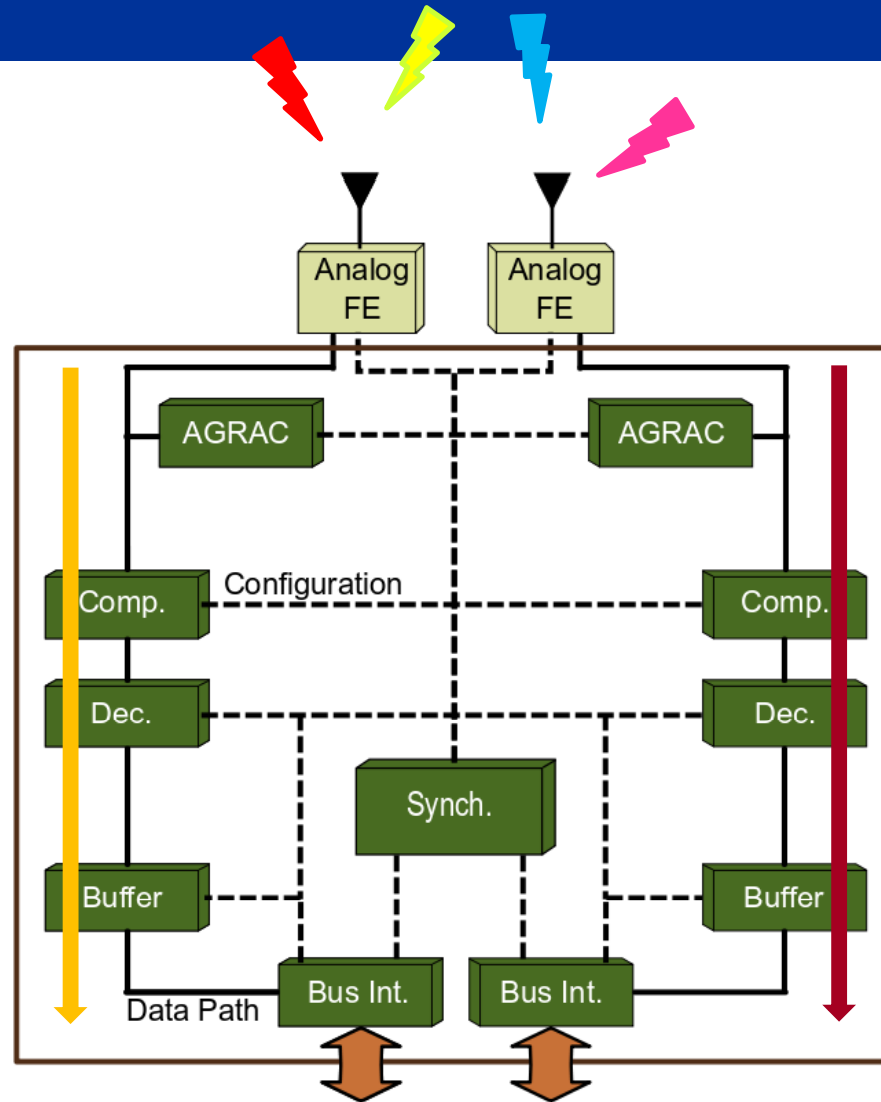 Analog
FE
Analog
FE
AGRAC
AGRAC
Configuration
Comp.
Comp.
Dec.
Dec.
Synch.
Buffer
Buffer
Bus Int.
Bus Int.
Data Path